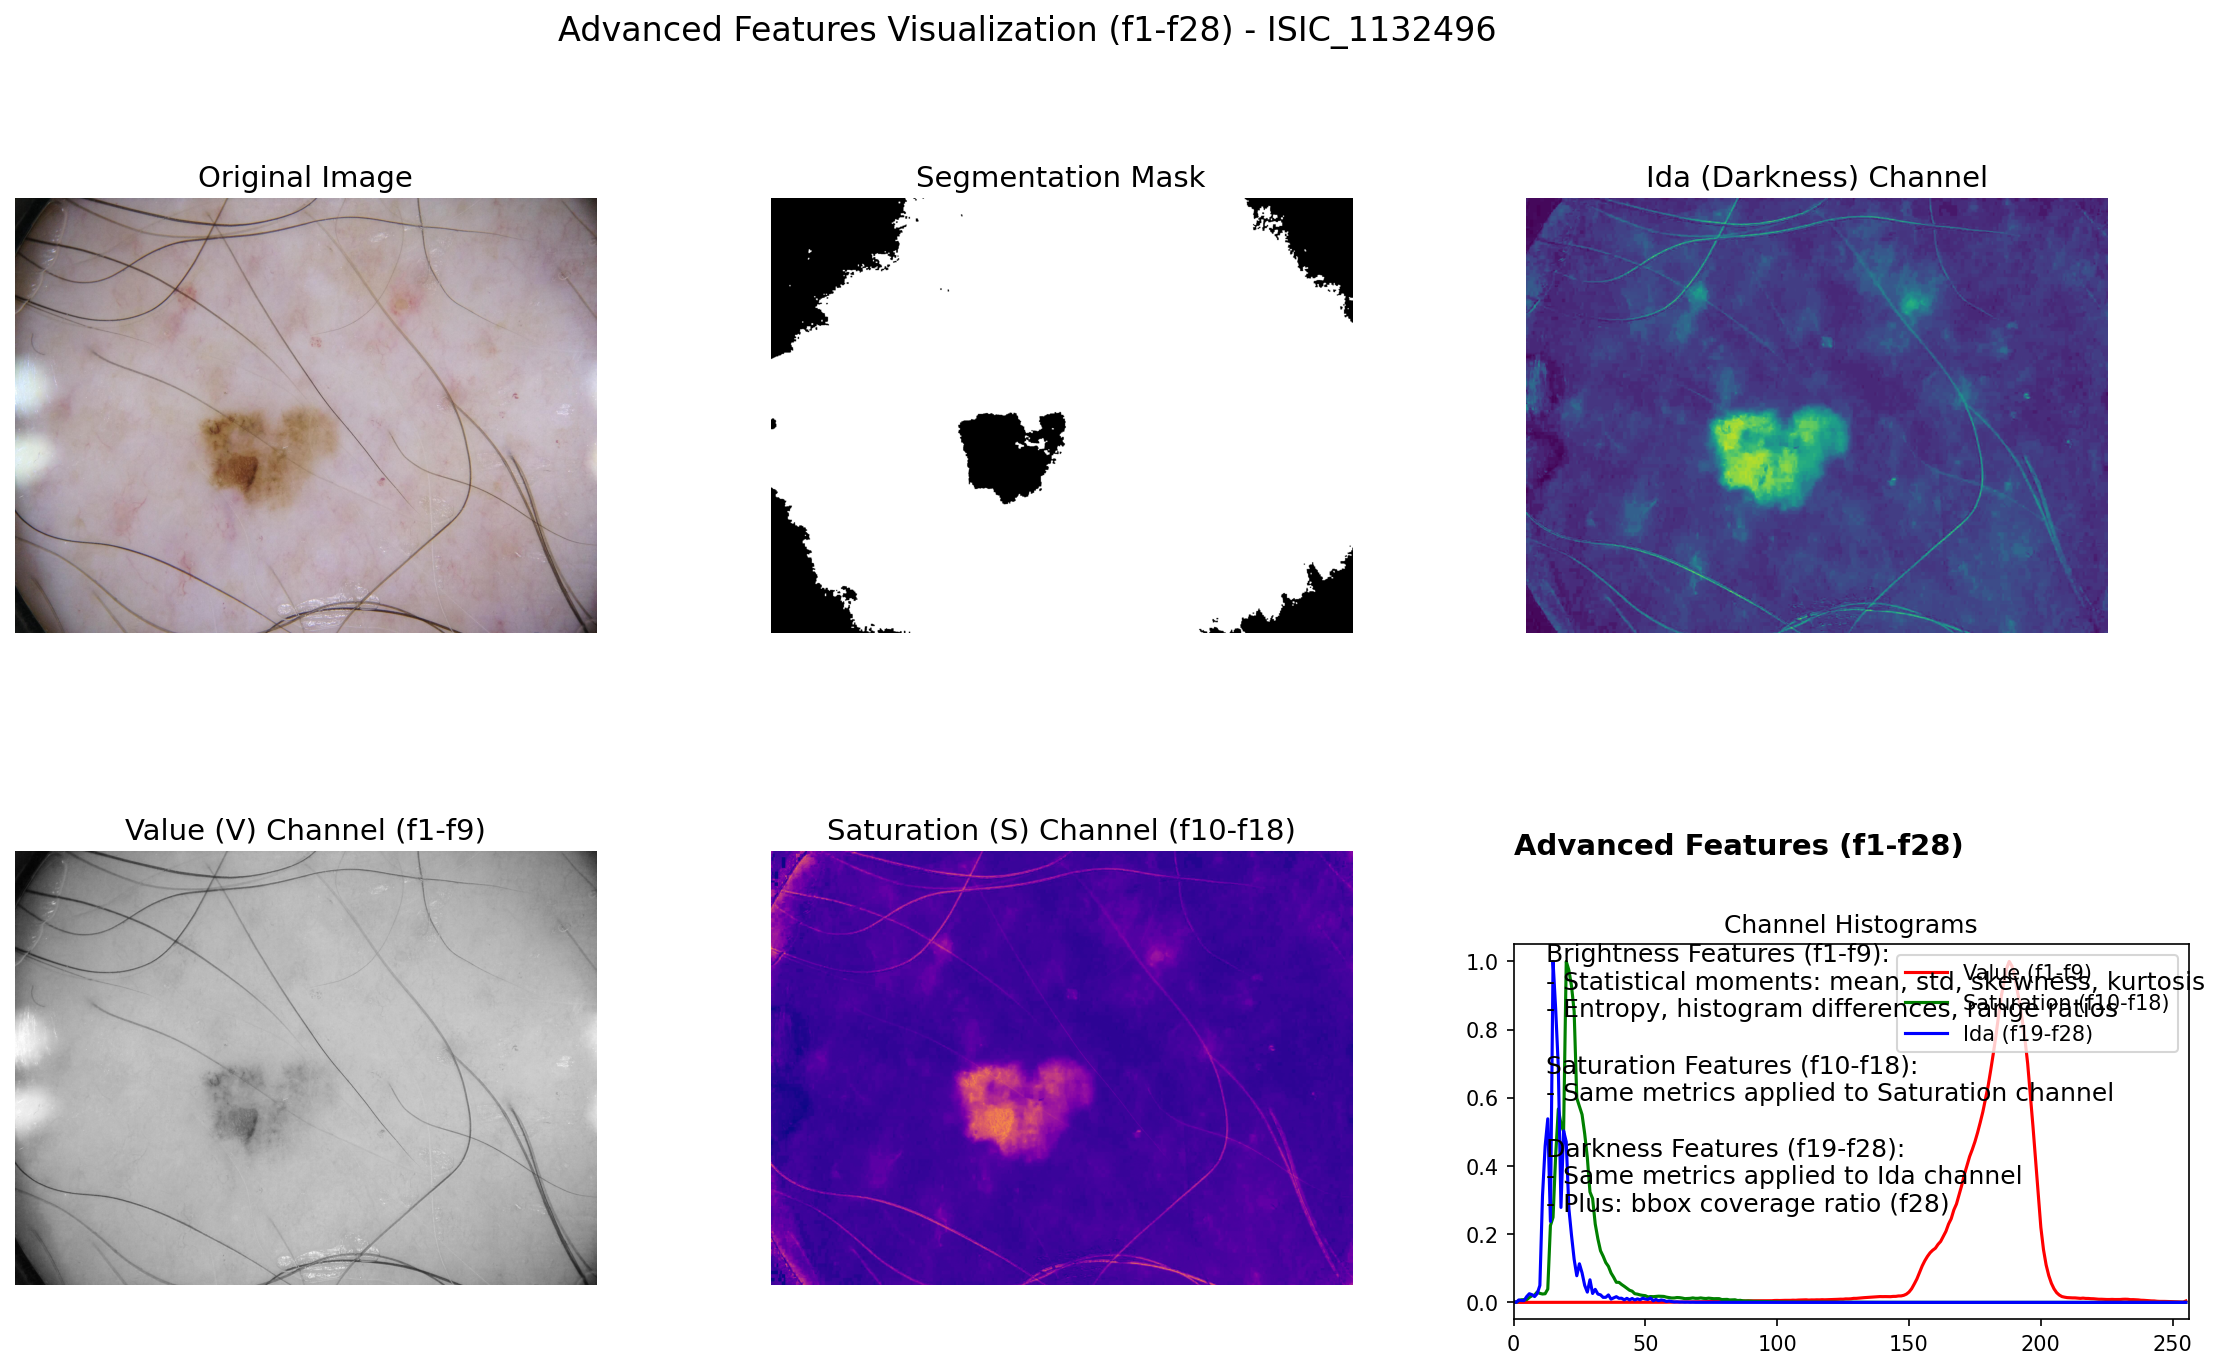 Advanced Features Visualization (f1-f28) - ISIC_1132496
Original Image
Segmentation Mask
Ida (Darkness) Channel
Value (V) Channel (f1-f9)
Saturation (S) Channel (f10-f18)
Advanced Features (f1-f28)
Channel Histograms
Brightness Features (f1-f9):
- Statistical moments: mean, std, skewness, kurtosis
- Entropy, histogram differences, range ratios
Saturation Features (f10-f18):
- Same metrics applied to Saturation channel
Darkness Features (f19-f28):
- Same metrics applied to Ida channel
- Plus: bbox coverage ratio (f28)
Value (f1-f9)
Saturation (f10-f18)
Ida (f19-f28)
1.0
0.8
0.6
0.4
0.2
0.0
0 50 100 150 200 250